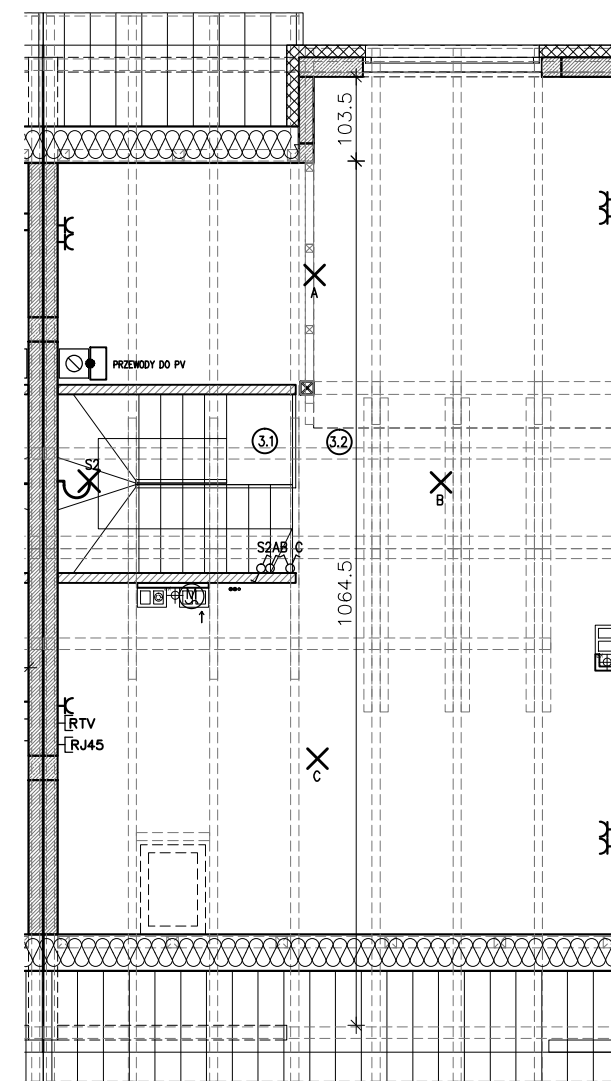 103.5
A
PRZEWODY DO PV
3.1
3.2
S2
B
S2AB C
1064.5
M
RTV
RJ45
C